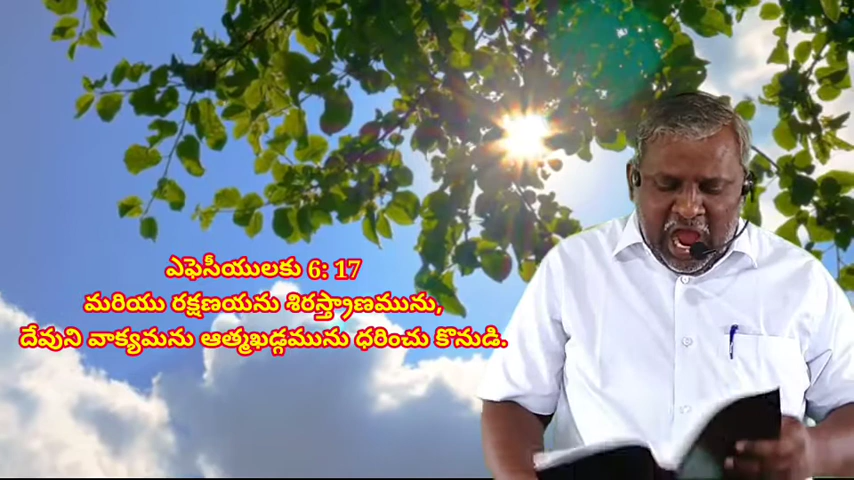 ఎఫెసీయులకు 6: 17
మరియు రక్షణయను శిరస్త్రాణమును,
దేవుని వాక్యమను ఆత్మఖడ్గమును ధరించు కొనుడి.